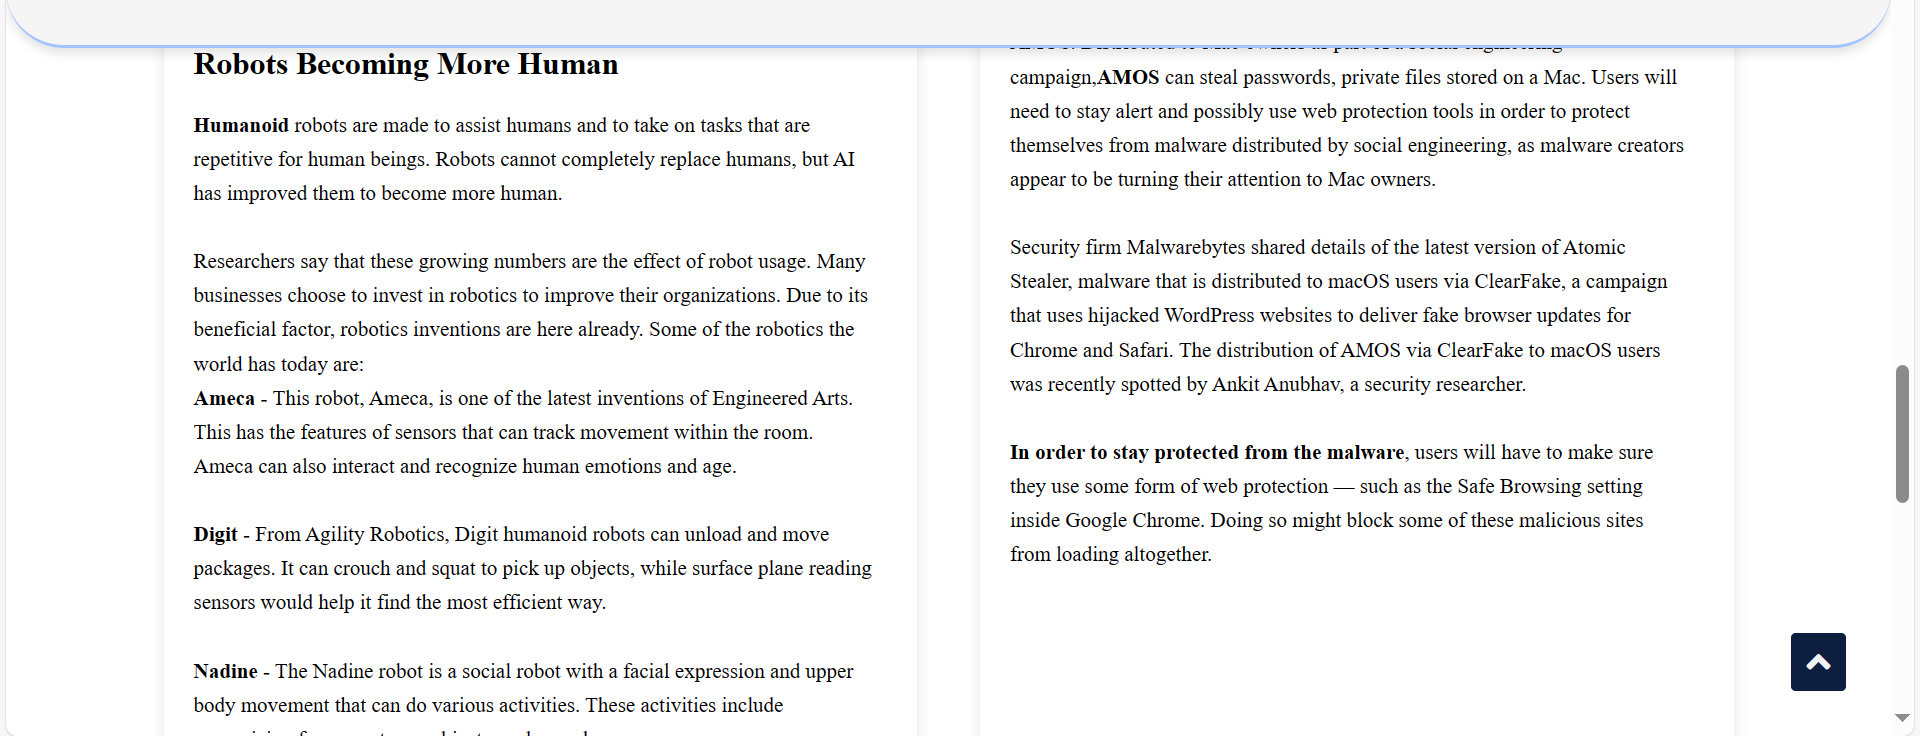 Robots Becoming More Human
Humanoid robots are made to assist humans and to take on tasks that are
repetitive for human beings. Robots cannot completely replace humans, but AI
has improved them to become more human.
Researchers say that these growing numbers are the effect of robot usage. Many
businesses choose to invest in robotics to improve their organizations. Due to its
beneficial factor, robotics inventions are here already. Some of the robotics the
world has today are:
Ameca - This robot, Ameca, is one of the latest inventions of Engineered Arts.
This has the features of sensors that can track movement within the room.
Ameca can also interact and recognize human emotions and age.
Digit - From Agility Robotics, Digit humanoid robots can unload and move
packages. It can crouch and squat to pick up objects, while surface plane reading
sensors would help it find the most efficient way.
Nadine - The Nadine robot is a social robot with a facial expression and upper
body movement that can do various activities. These activities include
campaign,AMOS can steal passwords, private files stored on a Mac. Users will
need to stay alert and possibly use web protection tools in order to protect
themselves from malware distributed by social engineering, as malware creators
appear to be turning their attention to Mac owners.
Security firm Malwarebytes shared details of the latest version of Atomic
Stealer, malware that is distributed to macOS users via ClearFake, a campaign
that uses hijacked WordPress websites to deliver fake browser updates for
Chrome and Safari. The distribution of AMOS via ClearFake to macOS users
was recently spotted by Ankit Anubhav, a security researcher.
In order to stay protected from the malware, users will have to make sure
they use some form of web protection — such as the Safe Browsing setting
inside Google Chrome. Doing so might block some of these malicious sites
from loading altogether.